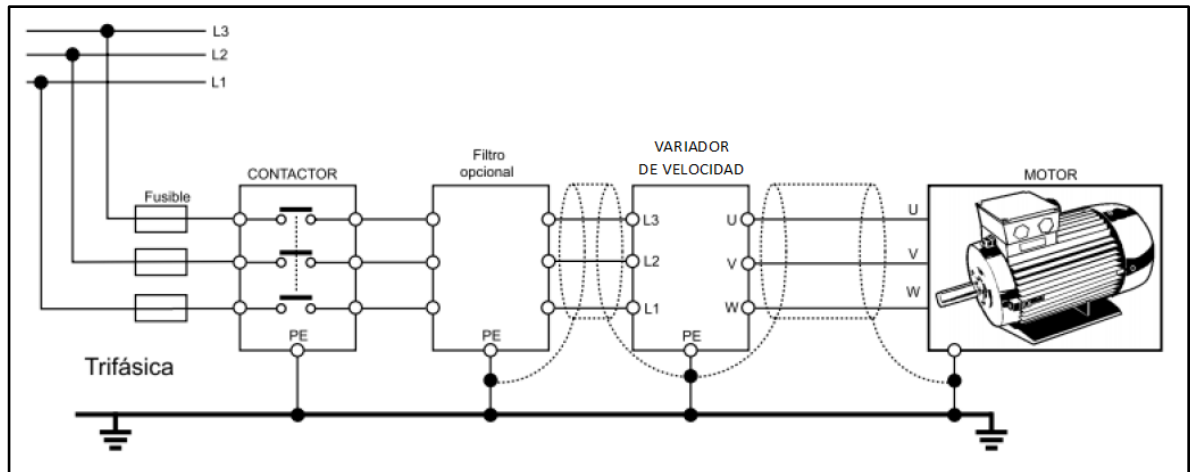 L3
L2
L1
VARIADOR
DE VELOCIDAD
Filtro
opcional
CONTACTOR
MOTOR
Fusible
L3
U
U
L2
V
V
L1
W
W
PE
PE
PE
Trifásica